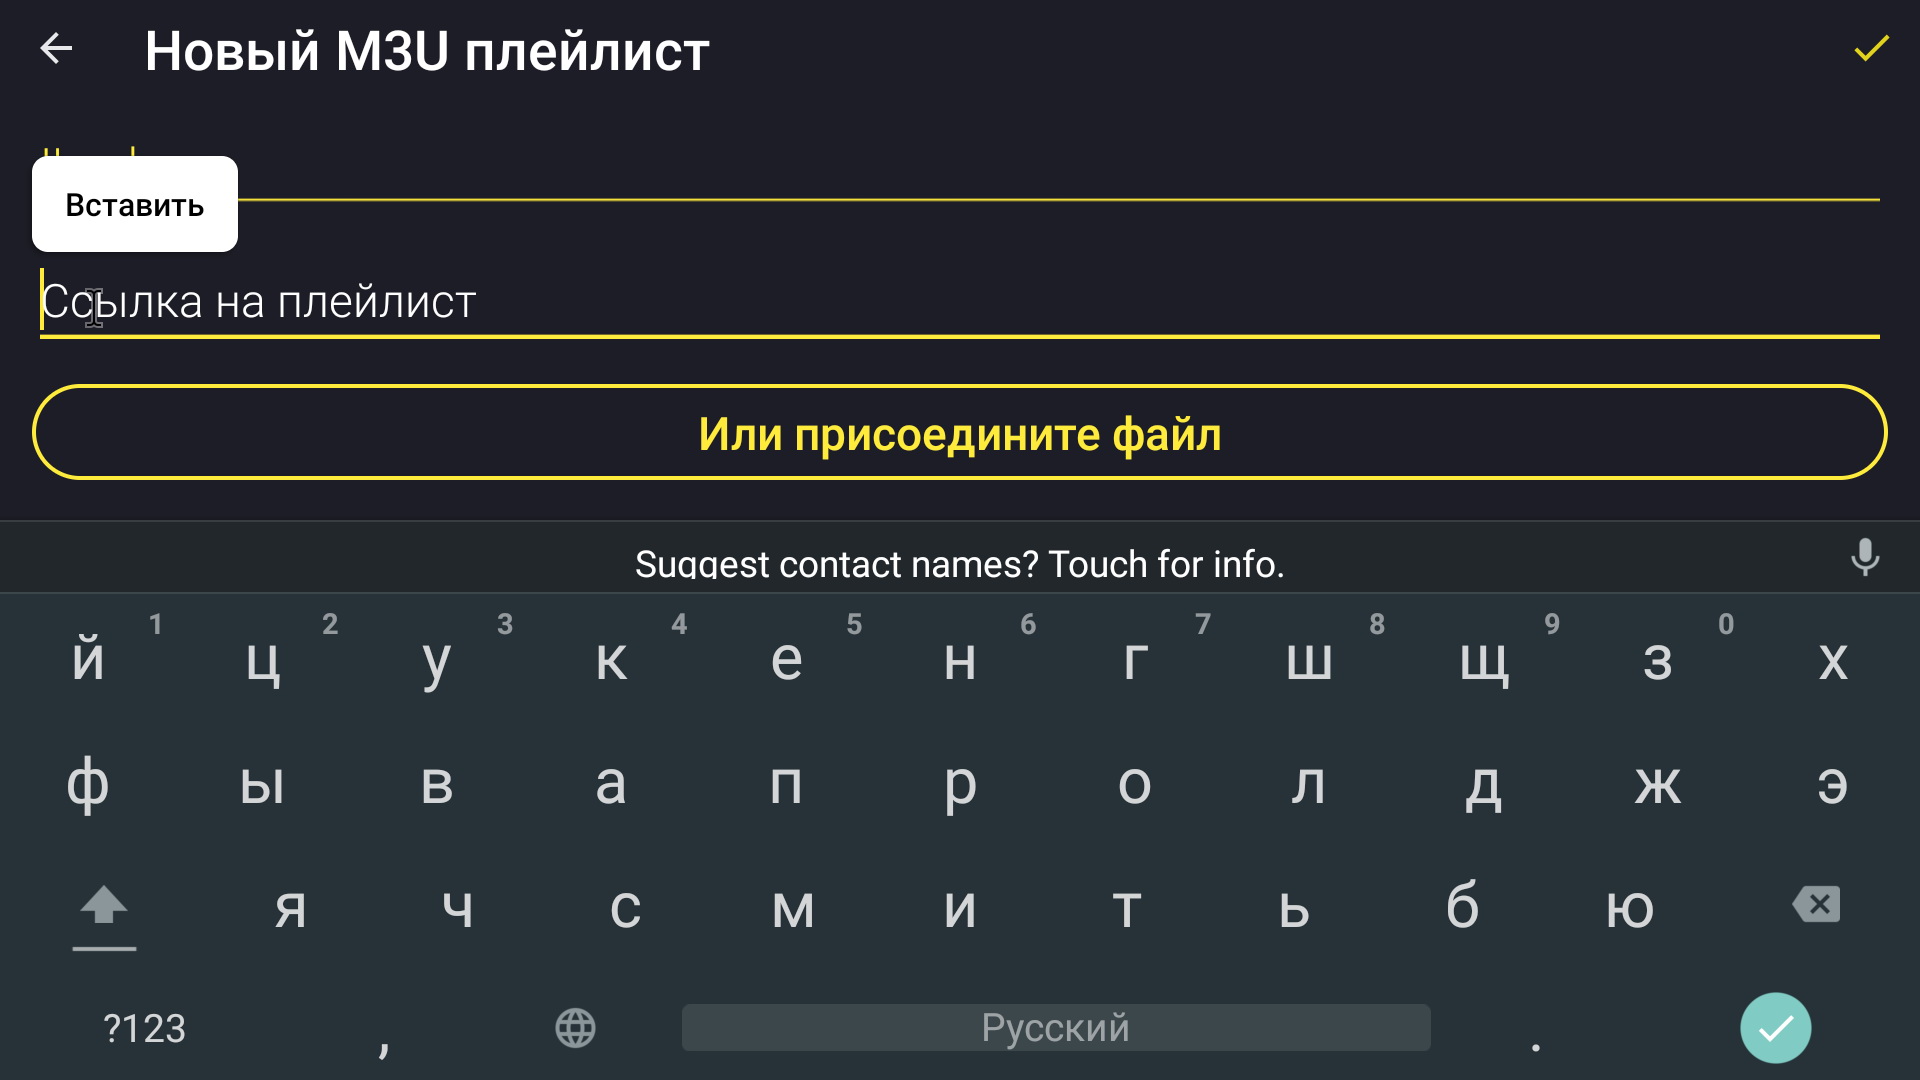 Новый M3U плейлист
Вставить
Ссылка на плейлист
Или присоедините файл
Suggest contact names? Touch for info.
й 1 ц 2 у 3 к 4 е 5 н 6 г 7 ш 8 щ 9 з 0 х
ф ы в а п р о л д ж э
я ч с м и т ь б ю
?123 , Русский .